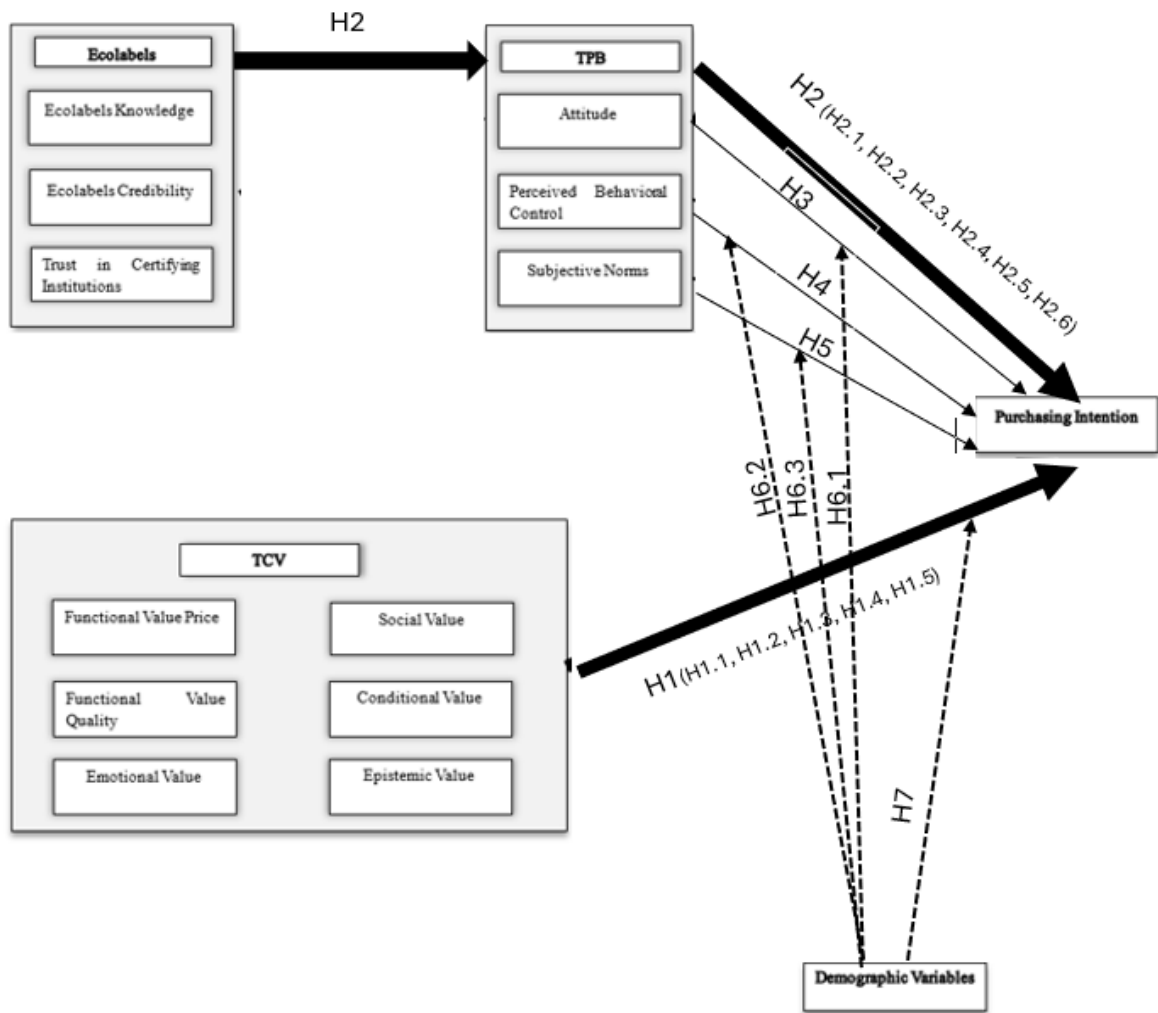 H2
Ecolabels
Ecolabels Knowledge
Ecolabels Credibility
Trust in Certifying
Institutions
TPB
Attitude
Perceived Behavioral
Control
Subjective Norms
H2 (H2.1, H2.2, H2.3, H2.4, H2.5, H2.6)
H3
H4
H5
Purchasing Intention
H6.2
H6.3
H6.1
TCV
Functional Value Price
Social Value
Functional Value
Quality
Conditional Value
Emotional Value
Epistemic Value
H1(H1.1, H1.2, H1.3, H1.4, H1.5)
H7
Demographic Variables